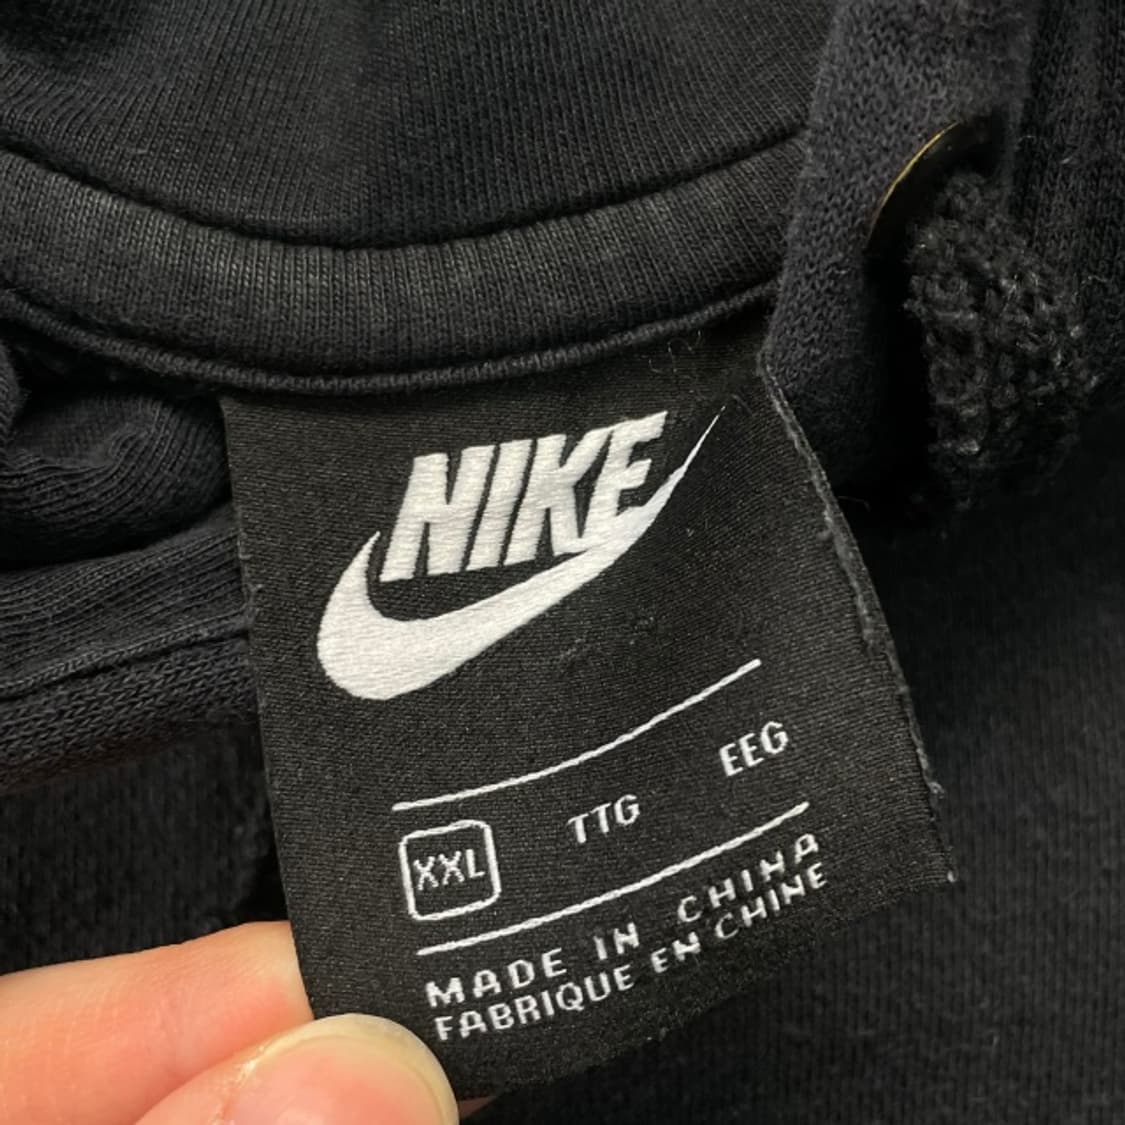 NIKE
XXL TTG EEG
MADE IN CHINA
FABRIQUE EN CHINE